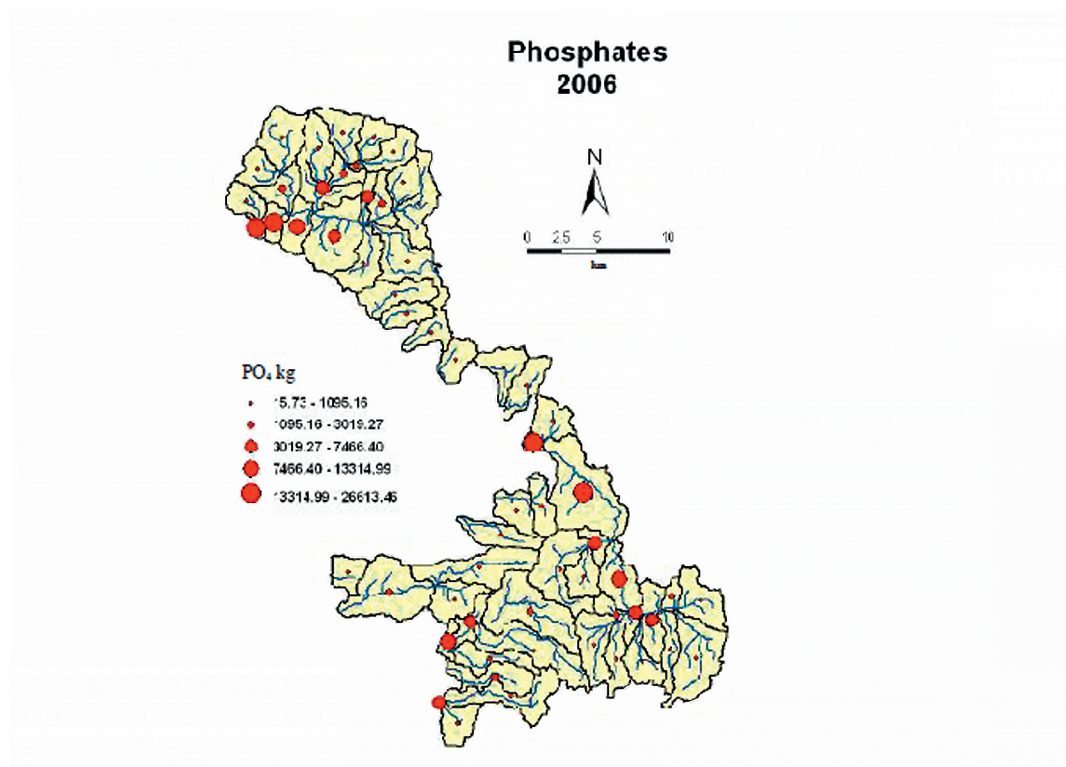 Phosphates
2006
N
0 2.5 5 10
km
PO₄ kg
15.73 - 1095.16
1095.16 - 3019.27
3019.27 - 7466.40
7466.40 - 13314.99
13314.99 - 26613.46